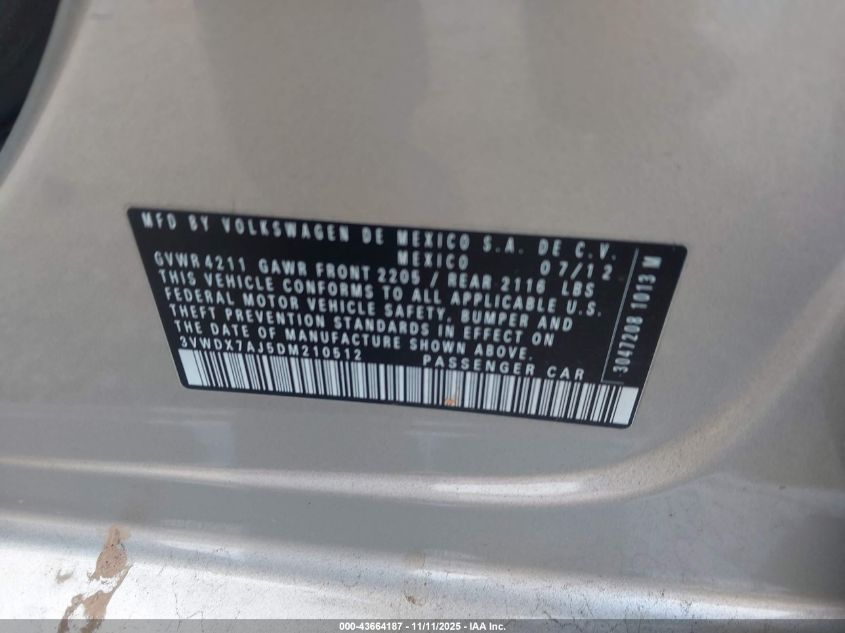 MFD BY VOLKSWAGEN DE MEXICO S.A. DE C.V.
MEXICO 07/12
GVWR 4211 GAWR FRONT 2205 / REAR 2116 LBS
THIS VEHICLE CONFORMS TO ALL APPLICABLE U.S.
FEDERAL MOTOR VEHICLE SAFETY, BUMPER AND
THEFT PREVENTION STANDARDS IN EFFECT ON
THE DATE OF MANUFACTURE SHOWN ABOVE.
3VWDX7AJ5DM210512 PASSENGER CAR
3047208 1013 M
000-43664187 - 11/11/2025 - IAA Inc.